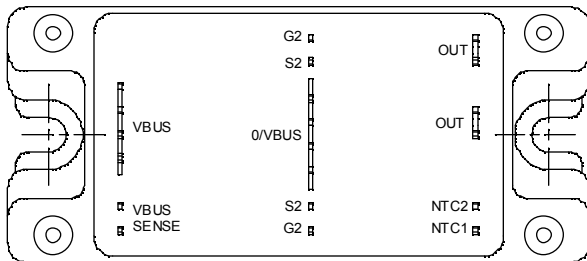 G2
S2
OUT
VBUS
0/VBUS
OUT
VBUS
SENSE
S2
G2
NTC2
NTC1